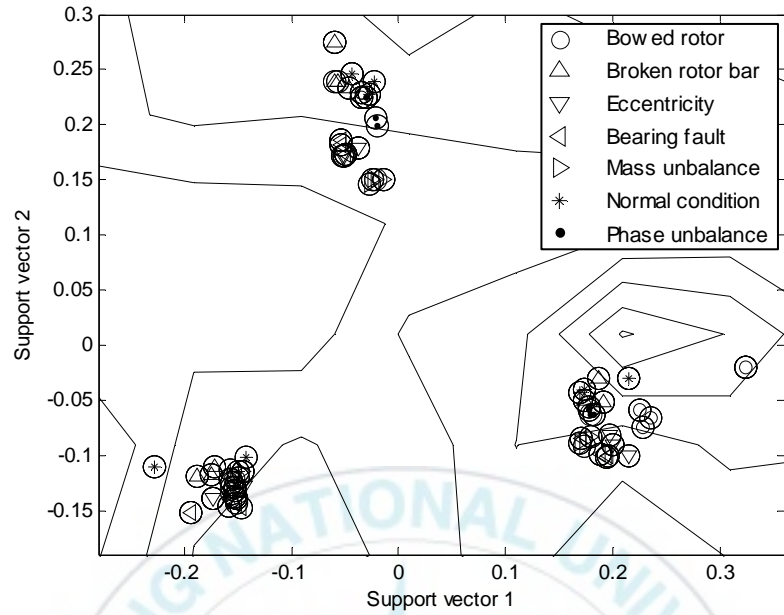 0.3
0.25
0.2
0.15
0.1
0.05
0
-0.05
-0.1
-0.15
Support vector 2
Bowed rotor
Broken rotor bar
Eccentricity
Bearing fault
Mass unbalance
Normal condition
Phase unbalance
-0.2 -0.1 0 0.1 0.2 0.3
Support vector 1
NATIONAL